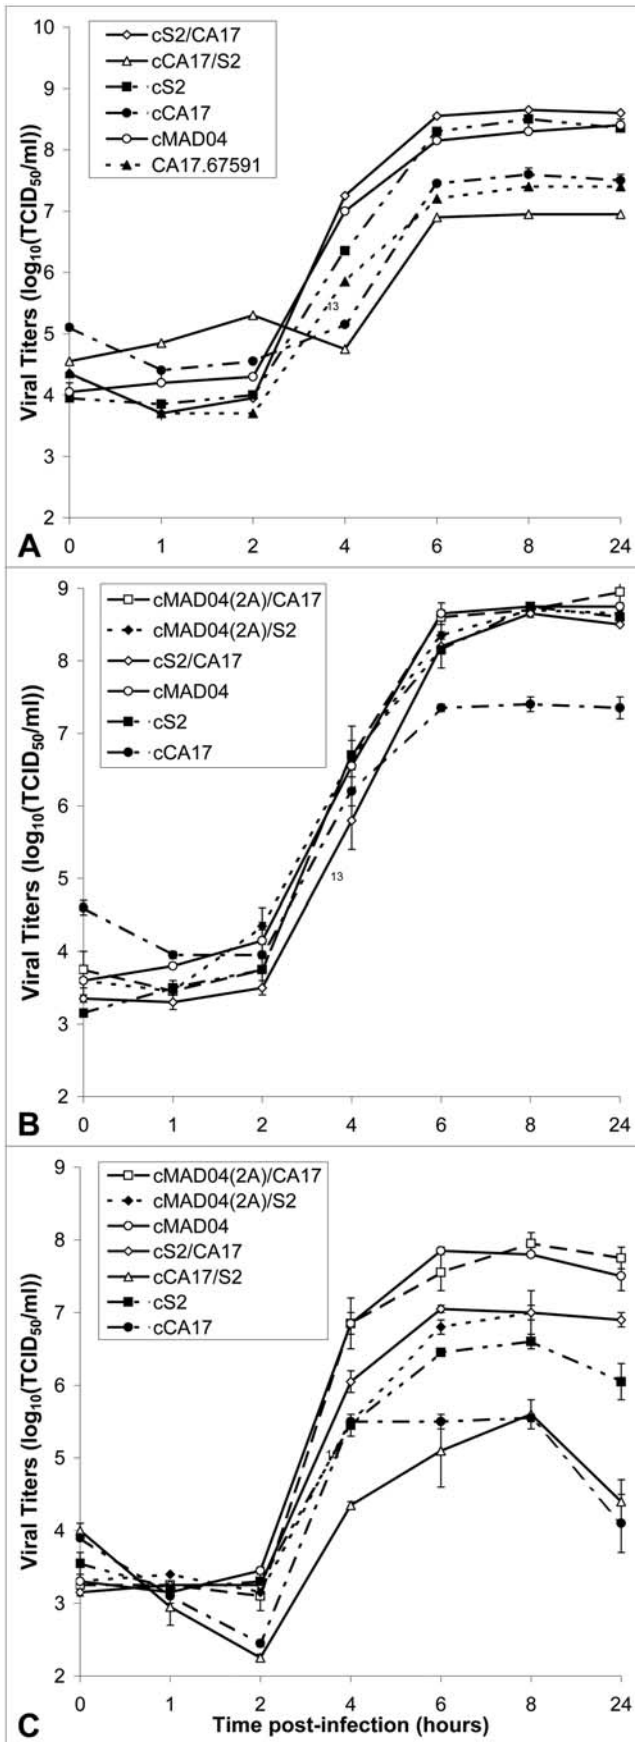 10
9
8
7
6
5
4
3
2
Viral Titers (log10(TCID50/ml))
cS2/CA17
cCA17/S2
cS2
cCA17
cMAD04
CA17.67591
13
0 1 2 4 6 8 24
A
9
8
7
6
5
4
3
2
Viral Titers (log10(TCID50/ml))
cMAD04(2A)/CA17
cMAD04(2A)/S2
cS2/CA17
cMAD04
cS2
cCA17
13
0 1 2 4 6 8 24
B
9
8
7
6
5
4
3
2
Viral Titers (log10(TCID50/ml))
cMAD04(2A)/CA17
cMAD04(2A)/S2
cMAD04
cS2/CA17
cCA17/S2
cS2
cCA17
0 1 2 4 6 8 24
C
Time post-infection (hours)